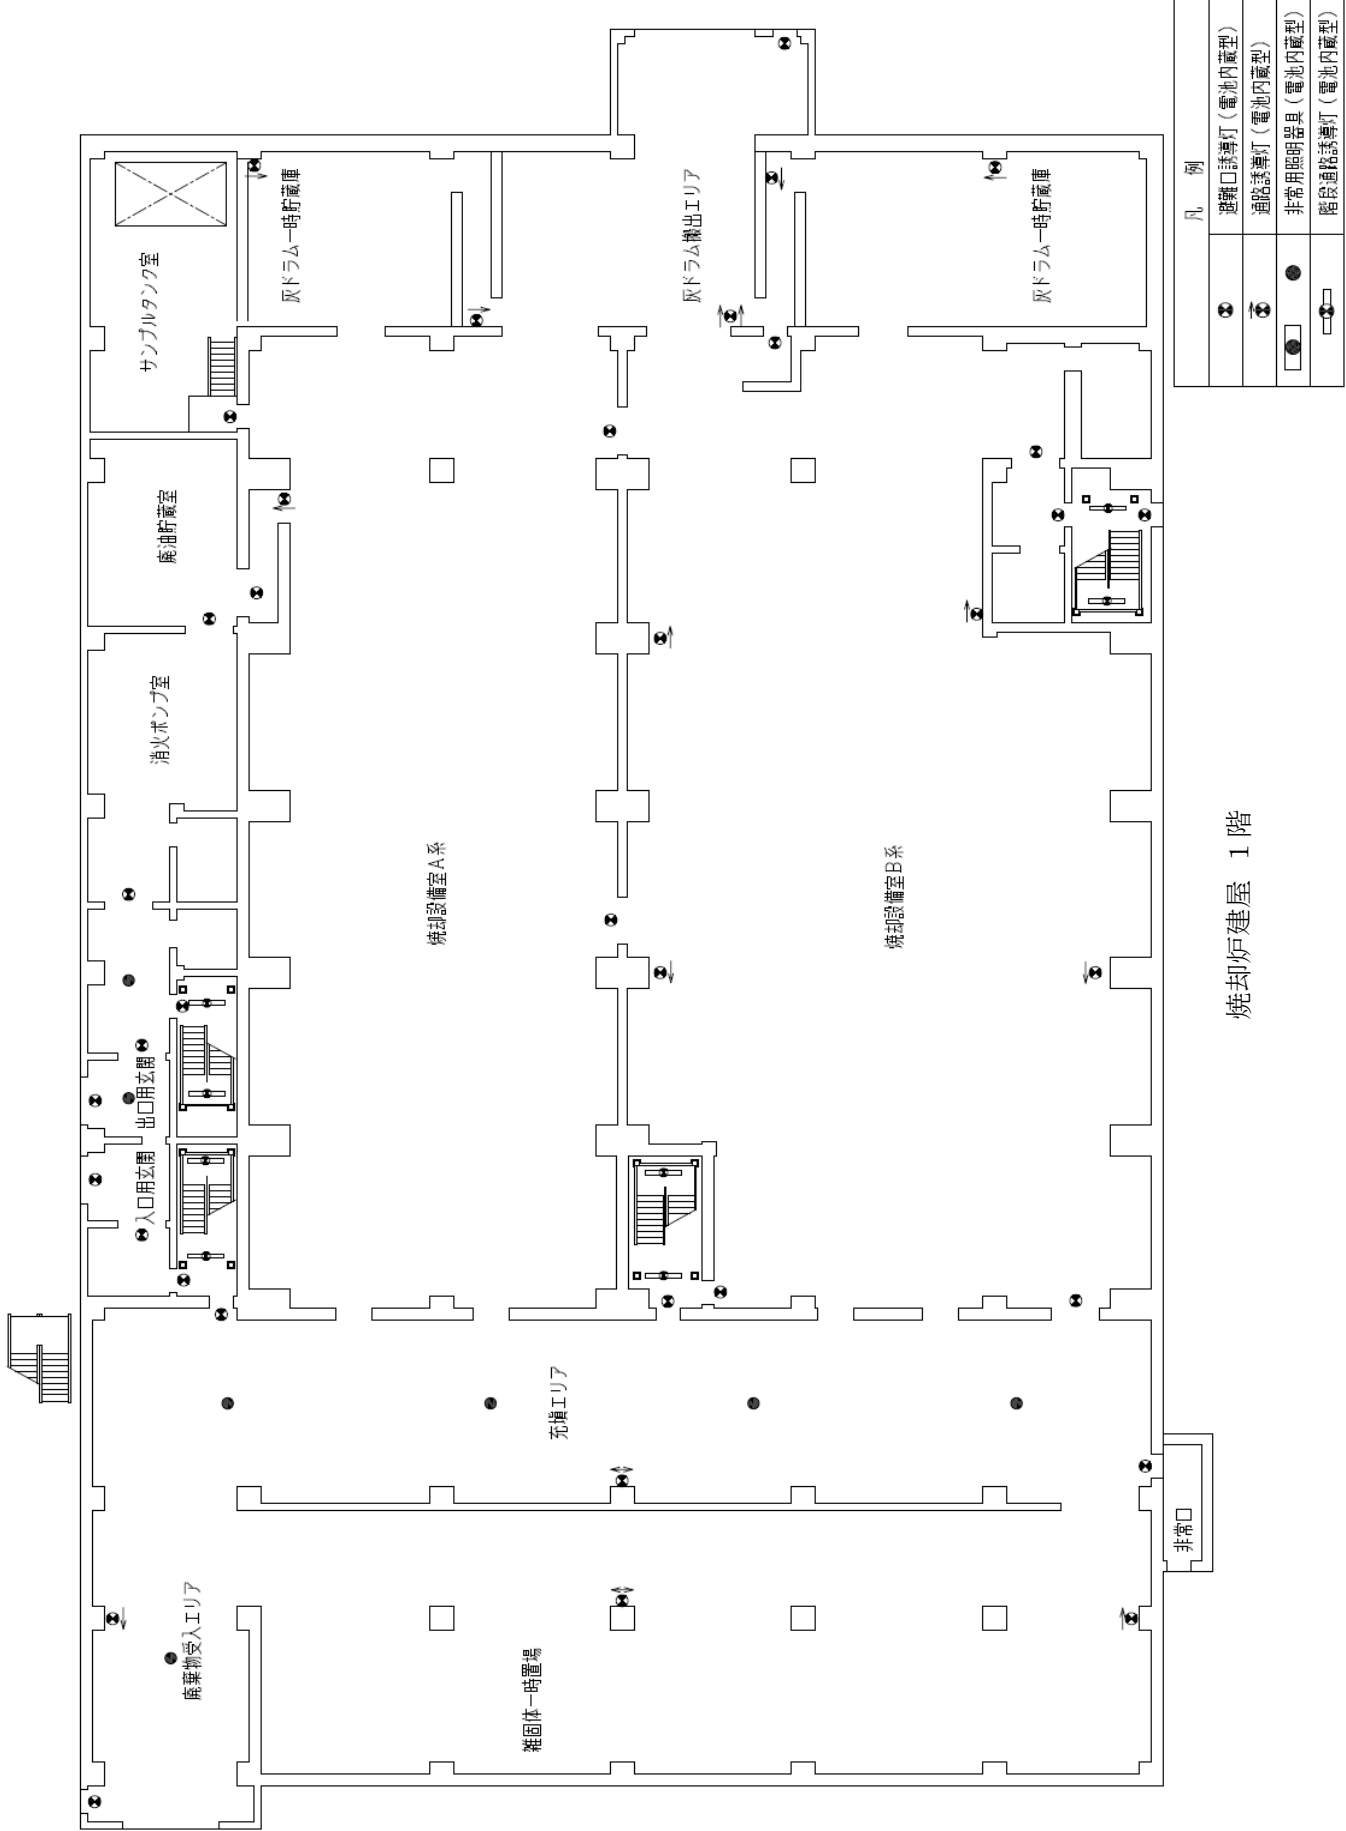 サンプルタンク室
灰ドラム一時貯蔵庫
灰ドラム搬出エリア
灰ドラム一時貯蔵庫
廃油貯蔵室
消火ポンプ室
焼却設備室A系
焼却設備室B系
出口用玄関
入口用玄関
充塡エリア
廃棄物受入エリア
雑固体一時置場
非常口
凡 例
避難口誘導灯(電池内蔵型)
通路誘導灯(電池内蔵型)
非常用照明器具(電池内蔵型)
階段通路誘導灯(電池内蔵型)
焼却炉建屋 1階